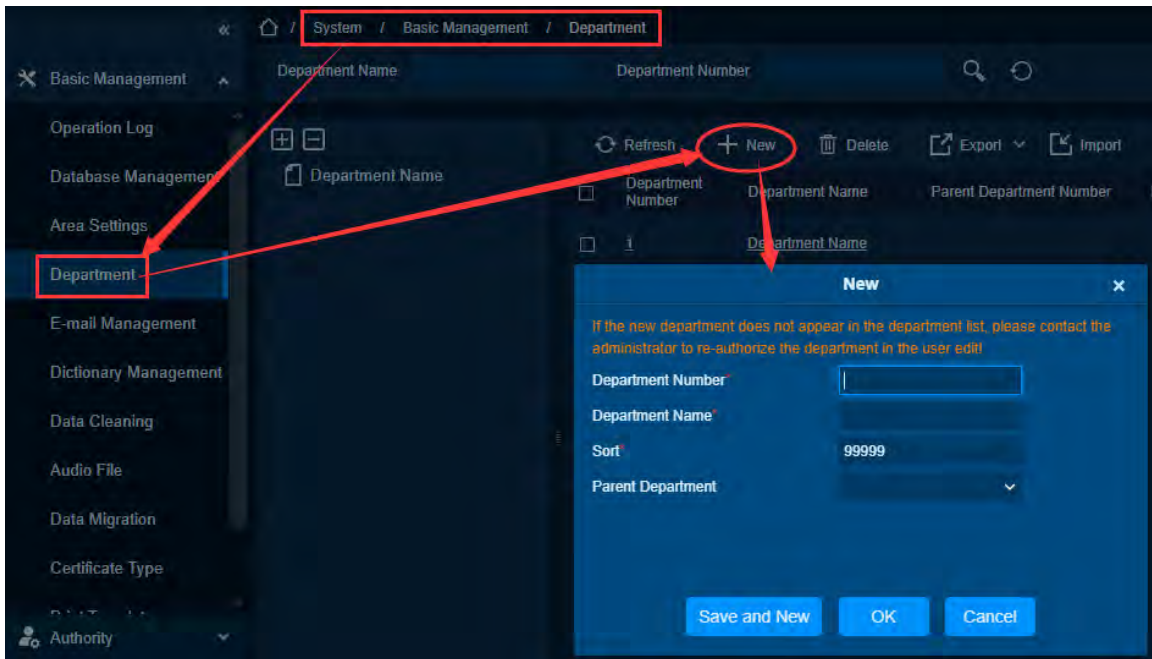 « / System / Basic Management / Department
Basic Management
Department Name
Department Number
Operation Log
Database Management
Area Settings
Department
E-mail Management
Dictionary Management
Data Cleaning
Audio File
Data Migration
Certificate Type
Authority
Department Name
Refresh
New
Delete
Export
Import
Department Number
Department Name
Parent Department Number
1
Department Name
New ×
If the new department does not appear in the department list, please contact the
administrator to re-authorize the department in the user edit!
Department Number*
Department Name*
Sort* 99999
Parent Department
Save and New
OK
Cancel